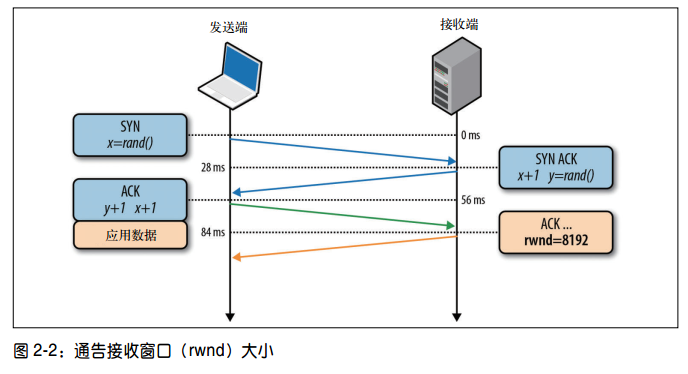 发送端
接收端
SYN
x=rand()
0 ms
28 ms
SYN ACK
x+1 y=rand()
ACK
y+1 x+1
56 ms
应用数据
84 ms
ACK ...
rwnd=8192
图 2-2：通告接收窗口（rwnd）大小